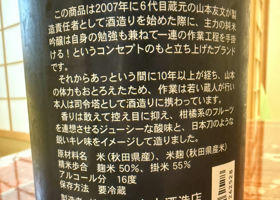 この商品は2007年に6代目蔵元の山本友文が製
造責任者として酒造りを始めた際に、主力の純米
吟醸は自身の勉強も兼ねて一連の作業工程を手掛
ける！というコンセプトのもと立ち上げたブランド
です。
それからあっという間に10年以上が経ち、山本
の体力もおとろえたため、作業は若い蔵人が行
い本人は司令塔として酒造りに携わっています。
香りは敢えて控え目に抑え、柑橘系のフルーツ
を連想させるジューシーな酸味と、日本刀のような
鋭いキレ味をイメージして造りました。
原材料名 米(秋田県産)、米麹(秋田県産米)
精米歩合 麹米 50%、掛米 55%
アルコール分 16度
保存方法 要冷蔵
酒造店